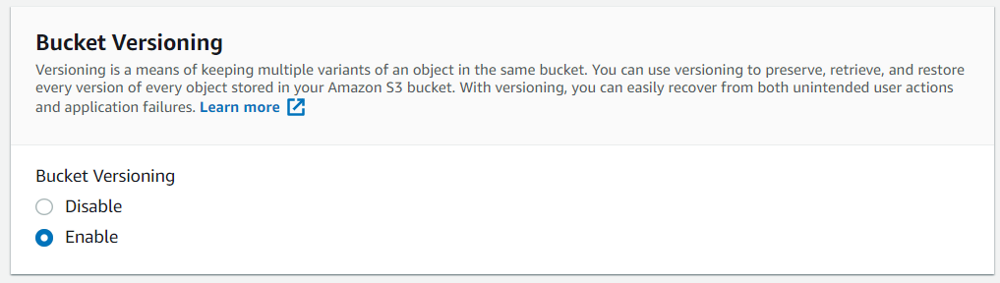 Bucket Versioning
Versioning is a means of keeping multiple variants of an object in the same bucket. You can use versioning to preserve, retrieve, and restore
every version of every object stored in your Amazon S3 bucket. With versioning, you can easily recover from both unintended user actions
and application failures. Learn more
Bucket Versioning
Disable
Enable